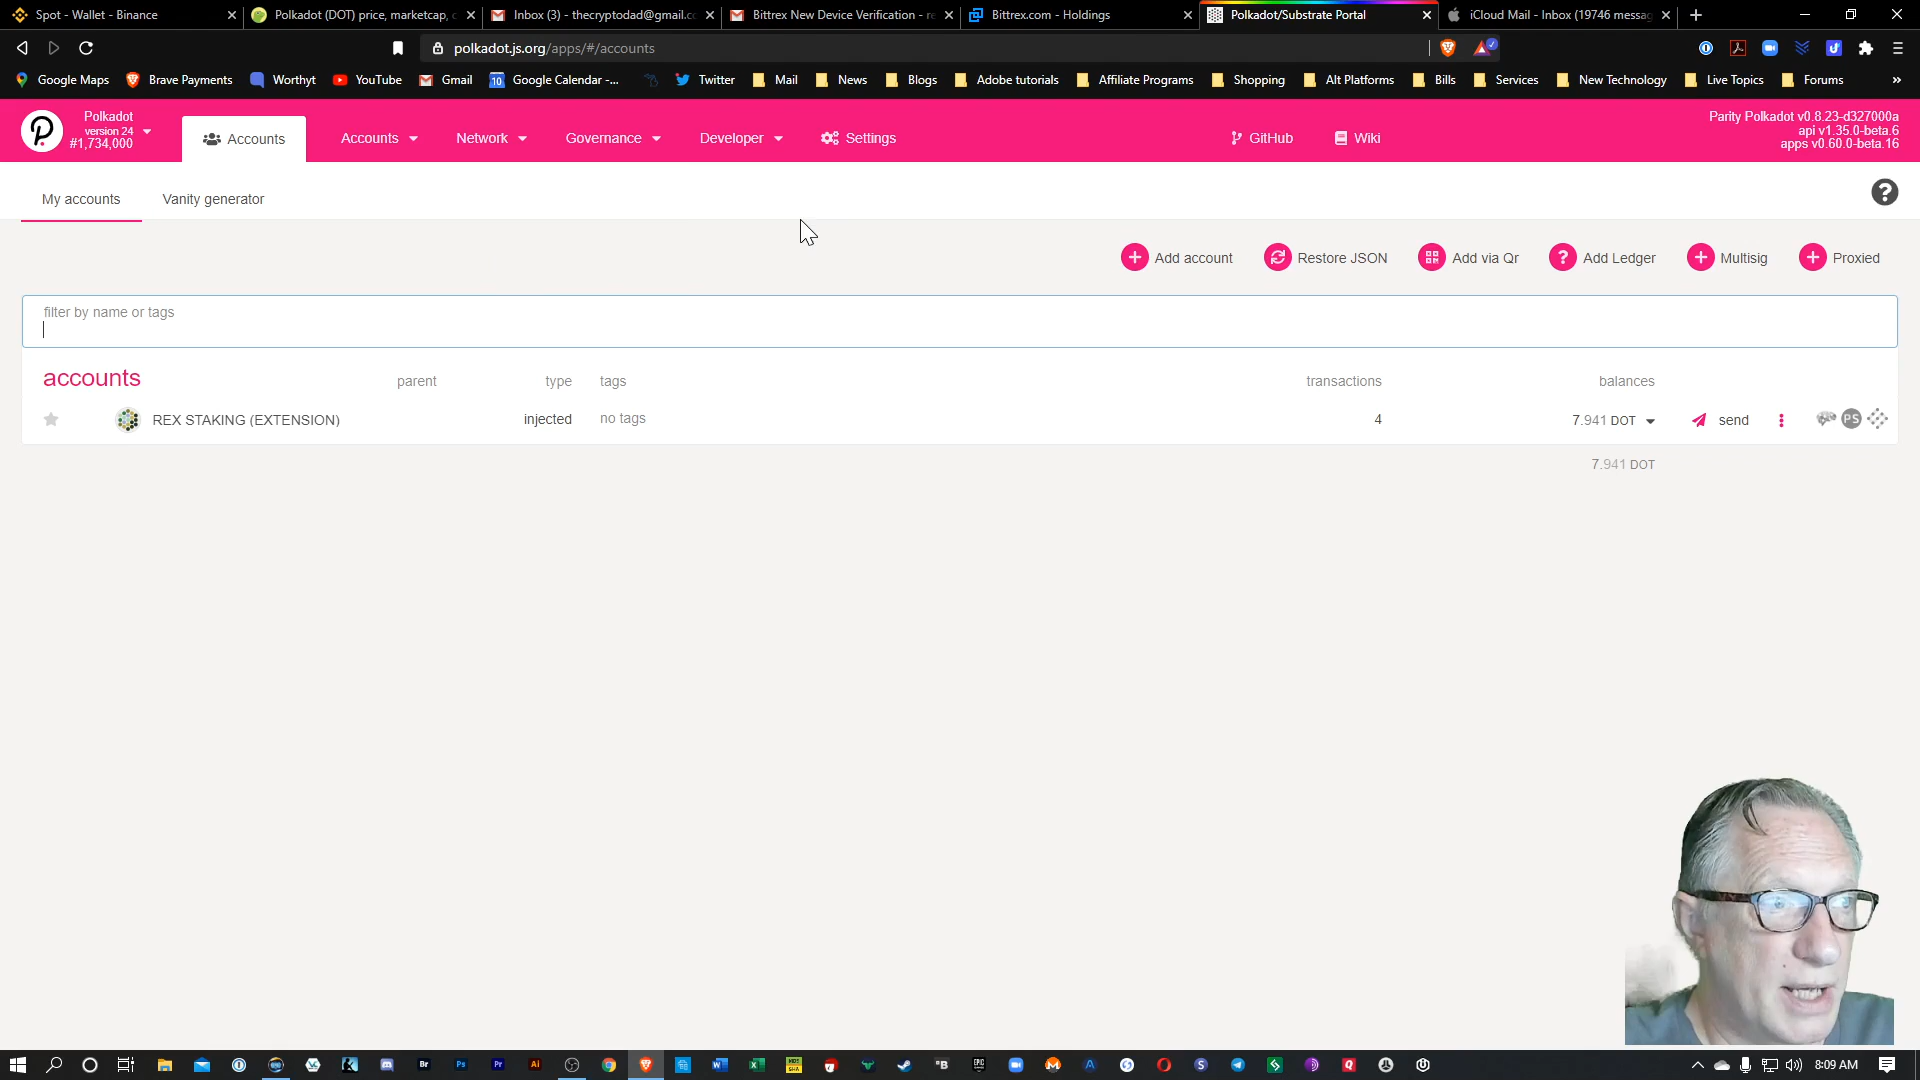 Spot - Wallet - Binance
Polkadot (DOT) price, marketcap, c
Inbox (3) - thecryptodad@gmail.cc
Bittrex New Device Verification - re
Bittrex.com - Holdings
Polkadot/Substrate Portal
iCloud Mail - Inbox (19746 messag
polkadot.js.org/apps/#/accounts
Google Maps
Brave Payments
Worthyt
YouTube
Gmail
Google Calendar -...
Twitter
Mail
News
Blogs
Adobe tutorials
Affiliate Programs
Shopping
Alt Platforms
Bills
Services
New Technology
Live Topics
Forums
»
Polkadot
version 24
#1,734,000
Accounts
Accounts
Network
Governance
Developer
Settings
GitHub
Wiki
Parity Polkadot v0.8.23-d327000a
api v1.35.0-beta.6
apps v0.60.0-beta.16
My accounts
Vanity generator
Add account
Restore JSON
Add via Qr
Add Ledger
Multisig
Proxied
filter by name or tags
accounts
parent
type
tags
transactions
balances
REX STAKING (EXTENSION)
injected
no tags
4
7.941 DOT
send
PS
7.941 DOT
8:09 AM